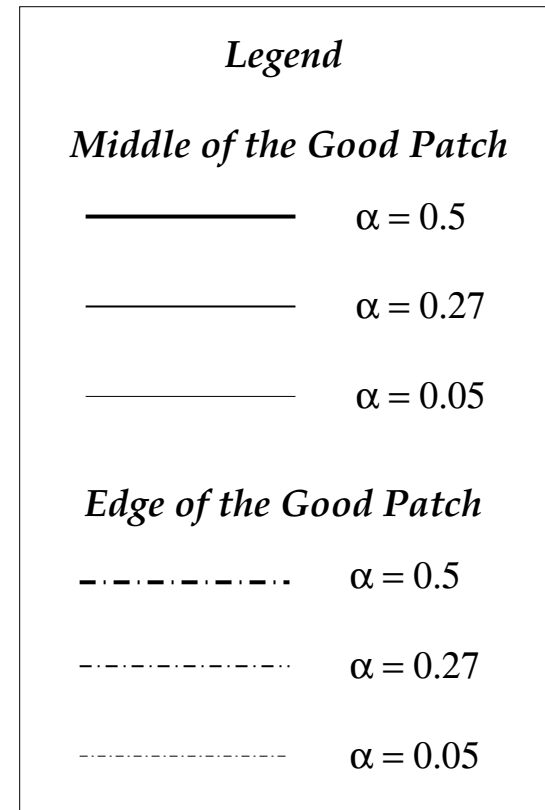 Legend
Middle of the Good Patch
α = 0.5
α = 0.27
α = 0.05
Edge of the Good Patch
α = 0.5
α = 0.27
α = 0.05